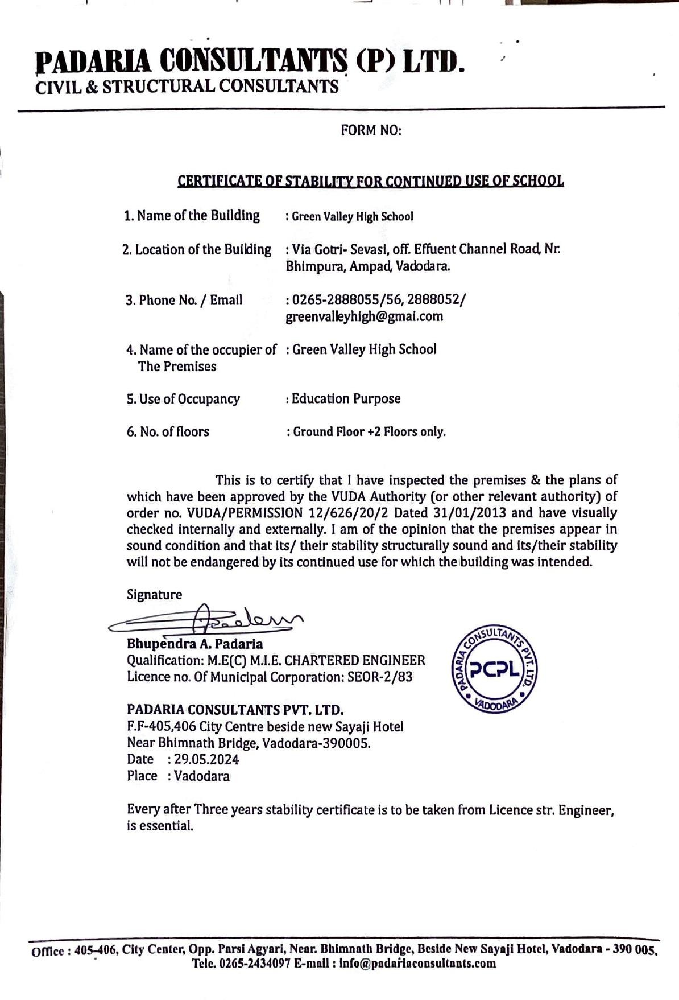 PADARIA CONSULTANTS (P) LTD.
CIVIL & STRUCTURAL CONSULTANTS
FORM NO:
CERTIFICATE OF STABILITY FOR CONTINUED USE OF SCHOOL
1. Name of the Building : Green Valley High School
2. Location of the Building : Via Gotri- Sevasi, off. Effuent Channel Road, Nr.
Bhimpura, Ampad, Vadodara.
3. Phone No. / Email : 0265-2888055/56, 2888052/
greenvalleyhigh@gmai.com
4. Name of the occupier of : Green Valley High School
The Premises
5. Use of Occupancy : Education Purpose
6. No. of floors : Ground Floor +2 Floors only.
This is to certify that I have inspected the premises & the plans of
which have been approved by the VUDA Authority (or other relevant authority) of
order no. VUDA/PERMISSION 12/626/20/2 Dated 31/01/2013 and have visually
checked internally and externally. I am of the opinion that the premises appear in
sound condition and that its/ their stability structurally sound and its/their stability
will not be endangered by its continued use for which the building was intended.
Signature
Bhupendra A. Padaria
Qualification: M.E(C) M.I.E. CHARTERED ENGINEER
Licence no. Of Municipal Corporation: SEOR-2/83
PADARIA CONSULTANTS PVT. LTD.
PCPL
VADODARA
PADARIA CONSULTANTS PVT. LTD.
F.F-405,406 City Centre beside new Sayaji Hotel
Near Bhimnath Bridge, Vadodara-390005.
Date : 29.05.2024
Place : Vadodara
Every after Three years stability certificate is to be taken from Licence str. Engineer,
is essential.
Office : 405-406, City Center, Opp. Parsi Agyari, Near. Bhimnath Bridge, Beside New Sayaji Hotel, Vadodara - 390 005.
Tele. 0265-2434097 E-mail : info@padariaconsultants.com